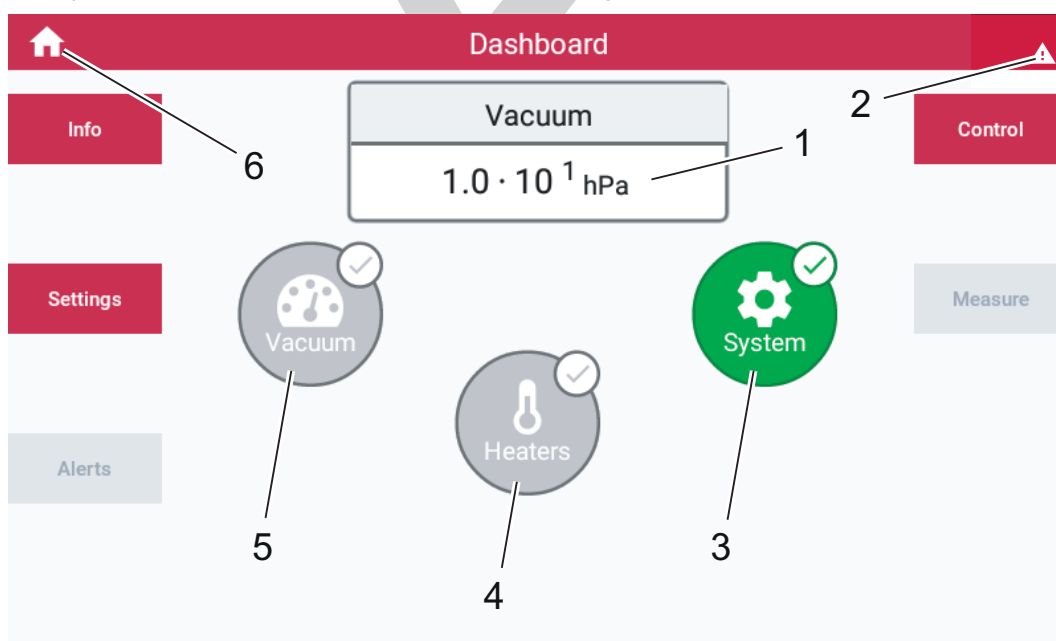 Dashboard
2
Info
Vacuum
1
Control
6
1.0 · 10 ¹ hPa
Settings
Vacuum
System
Measure
Heaters
Alerts
5
4
3